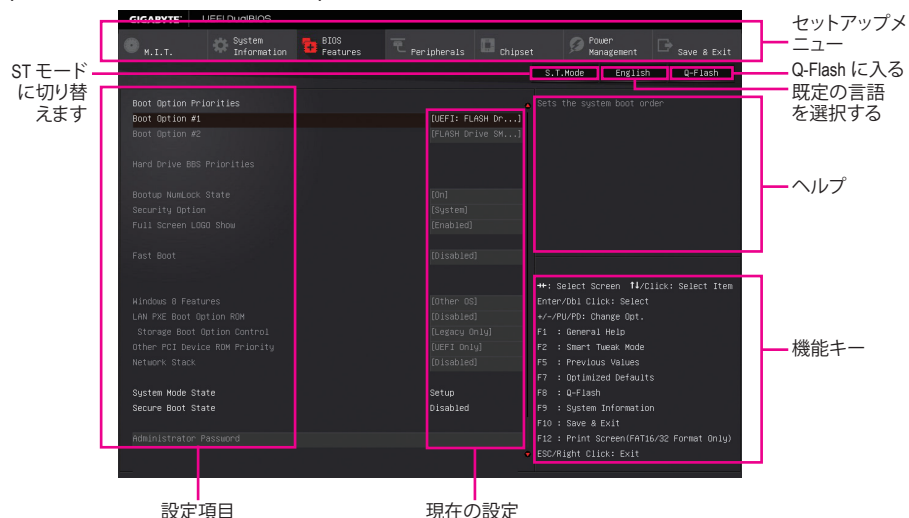 GIGABYTE UEFI DualBIOS
セットアップメ
ニュー
M.I.T.
System
Information
BIOS
Features
Peripherals
Chipset
Power
Management
Save & Exit
ST モード
に切り替
えます
S.T.Mode English Q-Flash
Q-Flash に入る
既定の言語
を選択する
Boot Option Priorities
Boot Option #1 [UEFI: FLASH Dr...]
Boot Option #2 [FLASH Drive SM...]
Hard Drive BBS Priorities
Bootup NumLock State [On]
Security Option [System]
Full Screen LOGO Show [Enabled]
Fast Boot [Disabled]
Windows 8 Features [Other OS]
LAN PXE Boot Option ROM [Disabled]
Storage Boot Option Control [Legacy Only]
Other PCI Device ROM Priority [UEFI Only]
Network Stack [Disabled]
System Mode State Setup
Secure Boot State Disabled
Administrator Password
Sets the system boot order
ヘルプ
→←: Select Screen ↑↓/Click: Select Item
Enter/Dbl Click: Select
+/-/PU/PD: Change Opt.
F1 : General Help
F2 : Smart Tweak Mode
F5 : Previous Values
F7 : Optimized Defaults
F8 : Q-Flash
F9 : System Information
F10 : Save & Exit
F12 : Print Screen(FAT16/32 Format Only)
ESC/Right Click: Exit
機能キー
設定項目
現在の設定